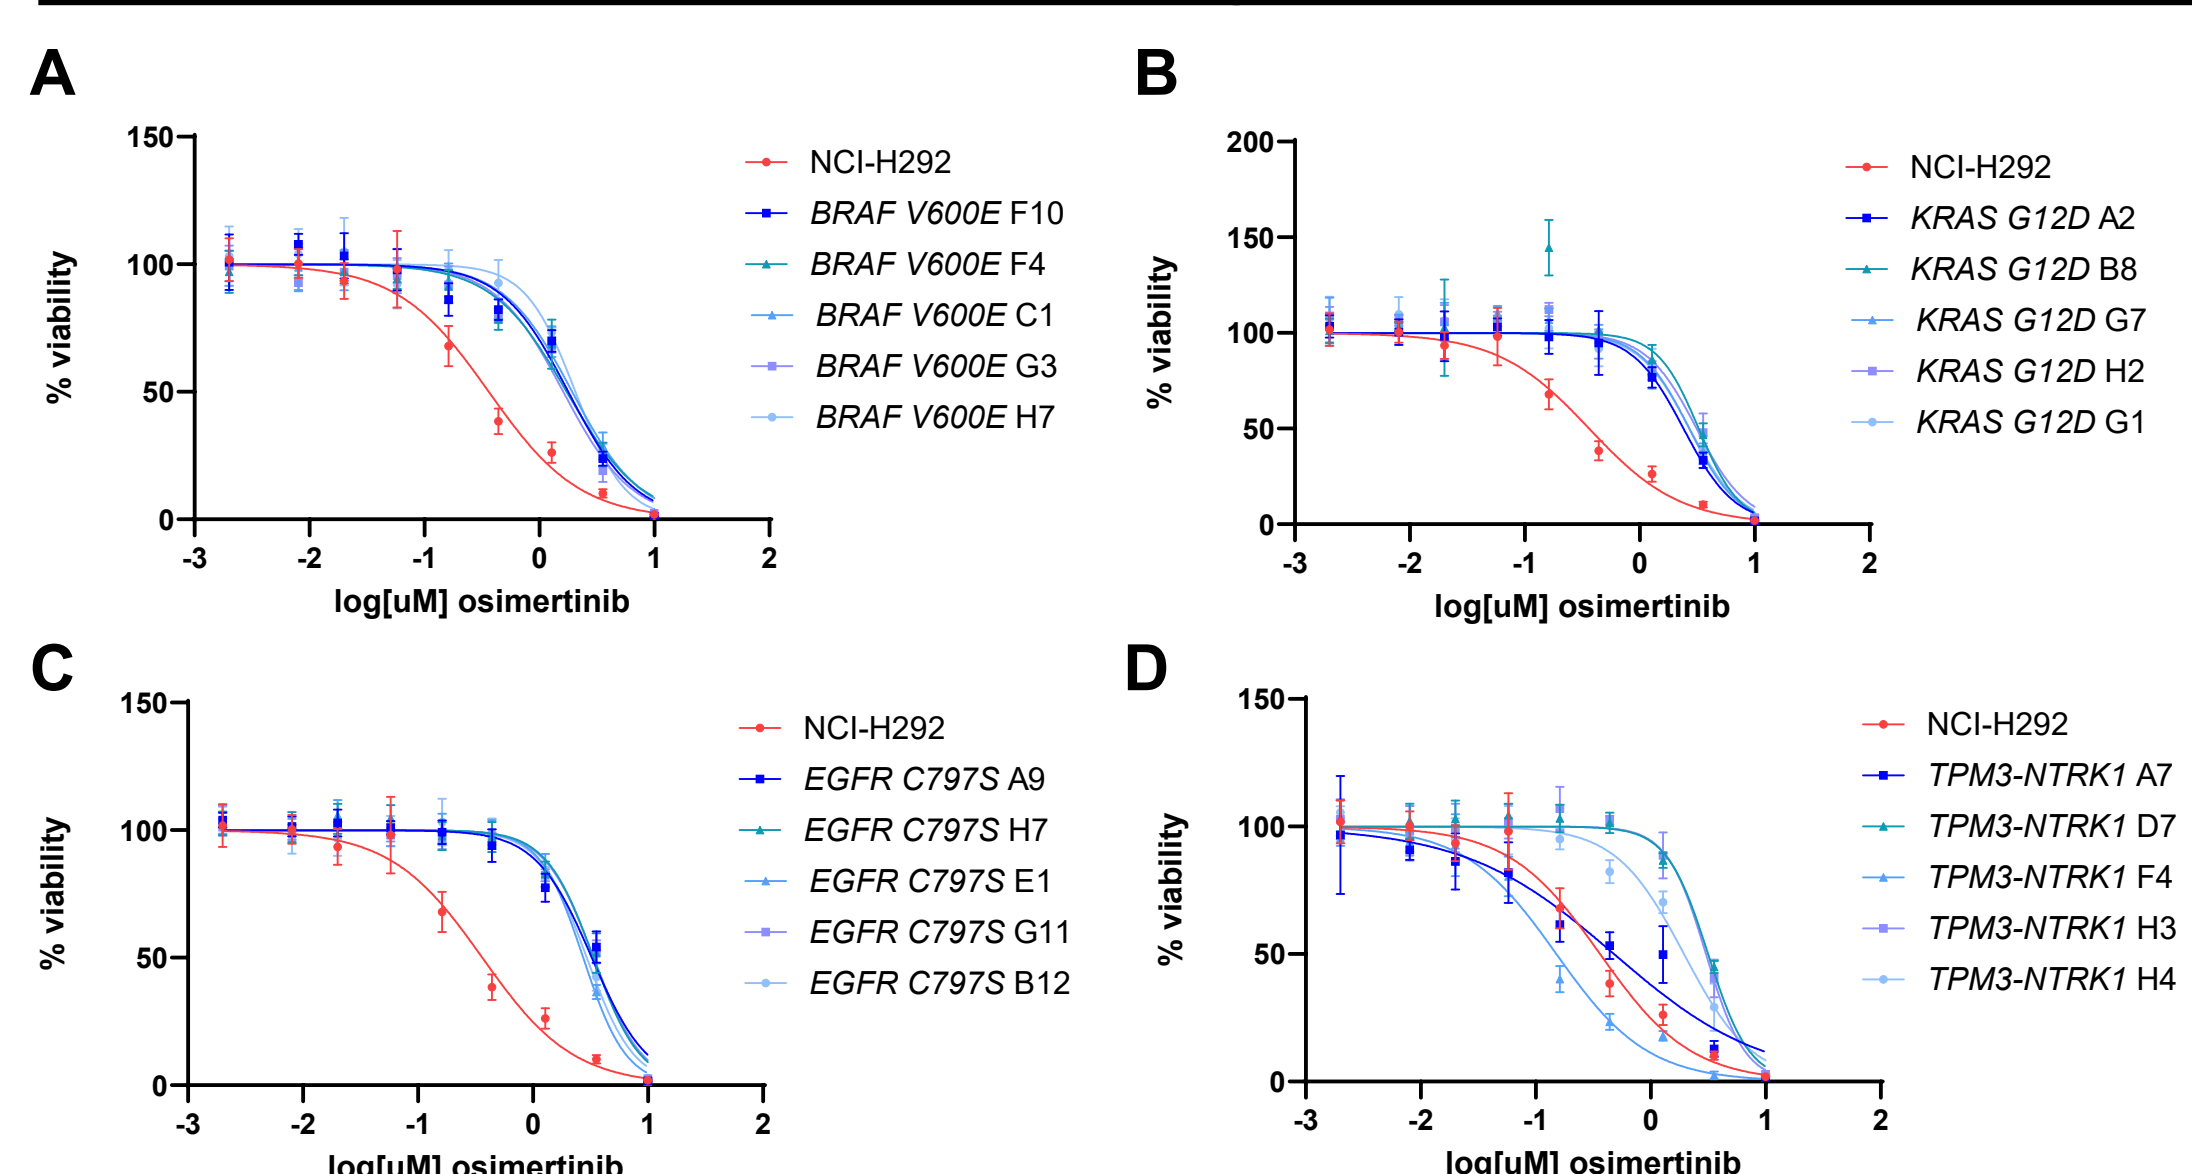 A
150
100
50
0
% viability
-3 -2 -1 0 1 2
log[uM] osimertinib
NCI-H292
BRAF V600E F10
BRAF V600E F4
BRAF V600E C1
BRAF V600E G3
BRAF V600E H7
B
200
150
100
50
0
% viability
-3 -2 -1 0 1 2
log[uM] osimertinib
NCI-H292
KRAS G12D A2
KRAS G12D B8
KRAS G12D G7
KRAS G12D H2
KRAS G12D G1
C
150
100
50
0
% viability
-3 -2 -1 0 1 2
log[uM] osimertinib
NCI-H292
EGFR C797S A9
EGFR C797S H7
EGFR C797S E1
EGFR C797S G11
EGFR C797S B12
D
150
100
50
0
% viability
-3 -2 -1 0 1 2
log[uM] osimertinib
NCI-H292
TPM3-NTRK1 A7
TPM3-NTRK1 D7
TPM3-NTRK1 F4
TPM3-NTRK1 H3
TPM3-NTRK1 H4